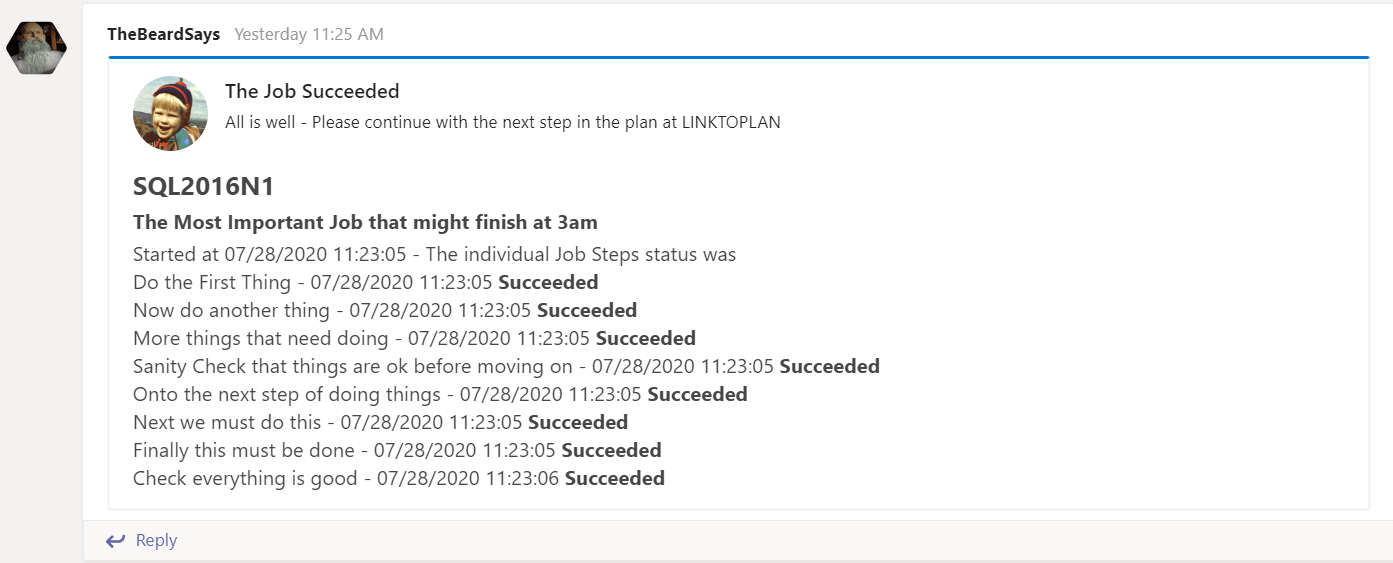 TheBeardSays Yesterday 11:25 AM
The Job Succeeded
All is well - Please continue with the next step in the plan at LINKTOPLAN
SQL2016N1
The Most Important Job that might finish at 3am
Started at 07/28/2020 11:23:05 - The individual Job Steps status was
Do the First Thing - 07/28/2020 11:23:05 Succeeded
Now do another thing - 07/28/2020 11:23:05 Succeeded
More things that need doing - 07/28/2020 11:23:05 Succeeded
Sanity Check that things are ok before moving on - 07/28/2020 11:23:05 Succeeded
Onto the next step of doing things - 07/28/2020 11:23:05 Succeeded
Next we must do this - 07/28/2020 11:23:05 Succeeded
Finally this must be done - 07/28/2020 11:23:05 Succeeded
Check everything is good - 07/28/2020 11:23:06 Succeeded
Reply